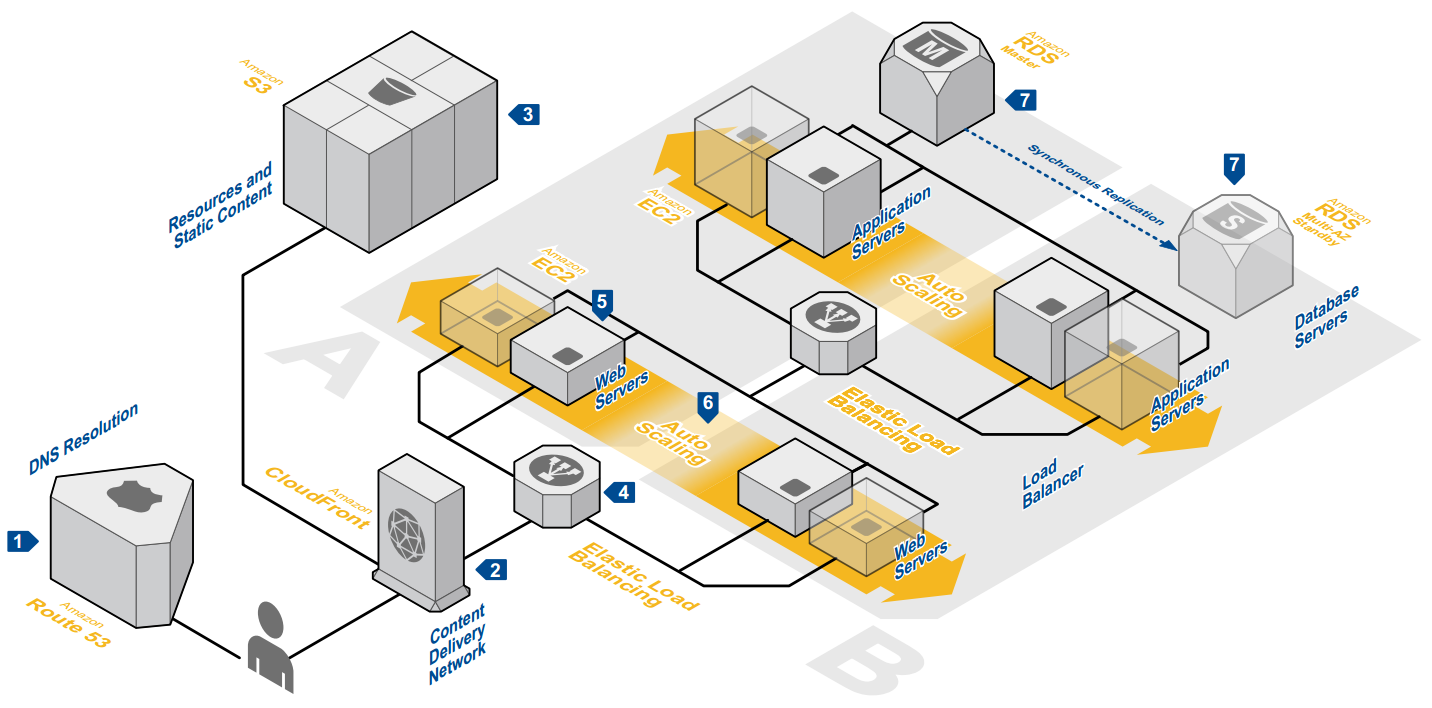 Amazon
S3
3
Resources and
Static Content
Amazon
RDS
Master
M
7
Synchronous Replication
7
S
Amazon
RDS
Multi-AZ
Standby
Database
Servers
Amazon
EC2
Application
Servers
Auto
Scaling
Application
Servers
Elastic Load
Balancing
Load
Balancer
Amazon
EC2
5
Web
Servers
6
Auto
Scaling
Web
Servers
A
B
4
Elastic Load
Balancing
Amazon
CloudFront
2
Content
Delivery
Network
DNS Resolution
1
Amazon
Route 53